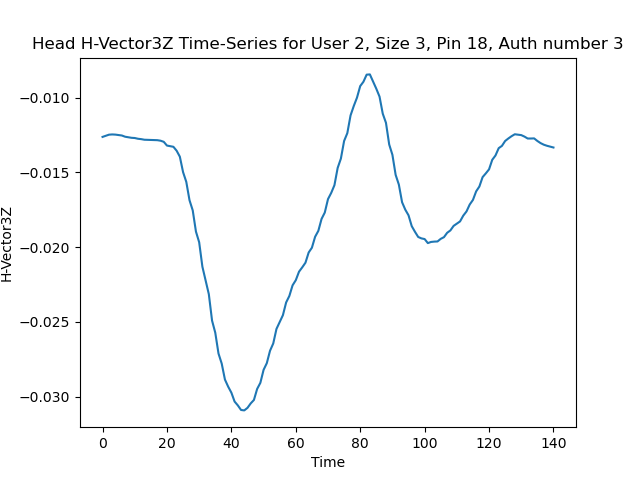 Head H-Vector3Z Time-Series for User 2, Size 3, Pin 18, Auth number 3
H-Vector3Z
−0.010
−0.015
−0.020
−0.025
−0.030
0 20 40 60 80 100 120 140
Time